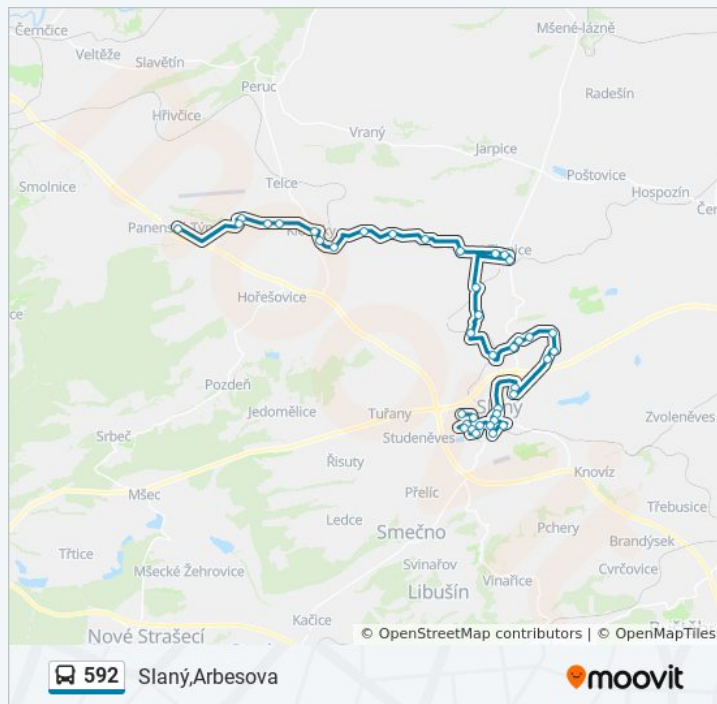 Černčice
Mšené-lázně
Veltěže
Slavětín
Peruc
Radešín
Hřivčice
Vraný
Jarpice
Poštovice
Smolnice
Telce
Hospozín
Panenský Týnec
Klobuky
Hořešovice
Pozdeň
Jedomělice
Tuřany
Slaný
Zvoleněves
Studeněves
Srbeč
Řisuty
Knovíz
Mšec
Přelíc
Třebusice
Ledce
Smečno
Pchery
Brandýsek
Třtice
Mšecké Žehrovice
Svinařov
Cvrčovice
Libušín
Vinařice
Kačice
Nové Strašecí
© OpenStreetMap contributors | © OpenMapTiles
592 Slaný,Arbesova
moovit